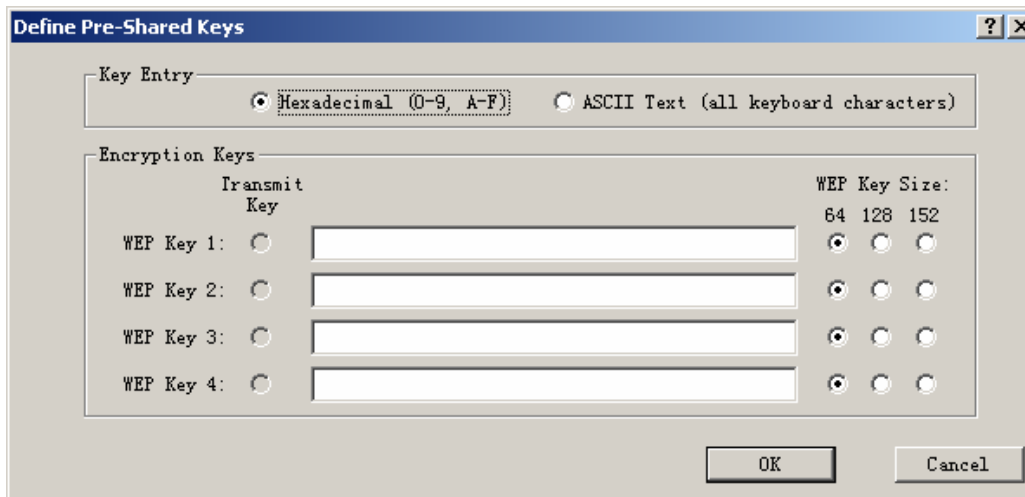 Define Pre-Shared Keys
Key Entry
Hexadecimal (0-9, A-F) ASCII Text (all keyboard characters)
Encryption Keys
Transmit Key WEP Key Size:
64 128 152
WEP Key 1:
WEP Key 2:
WEP Key 3:
WEP Key 4:
OK Cancel